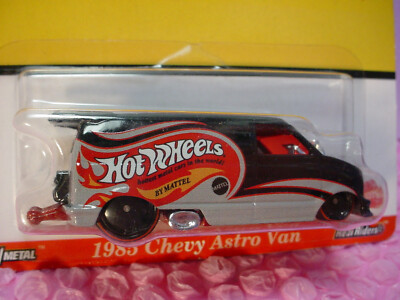 HOT WHEELS
fastest metal cars in the world!
BY MATTEL
MATTEL
1985 Chevy Astro Van
METAL
Real Riders